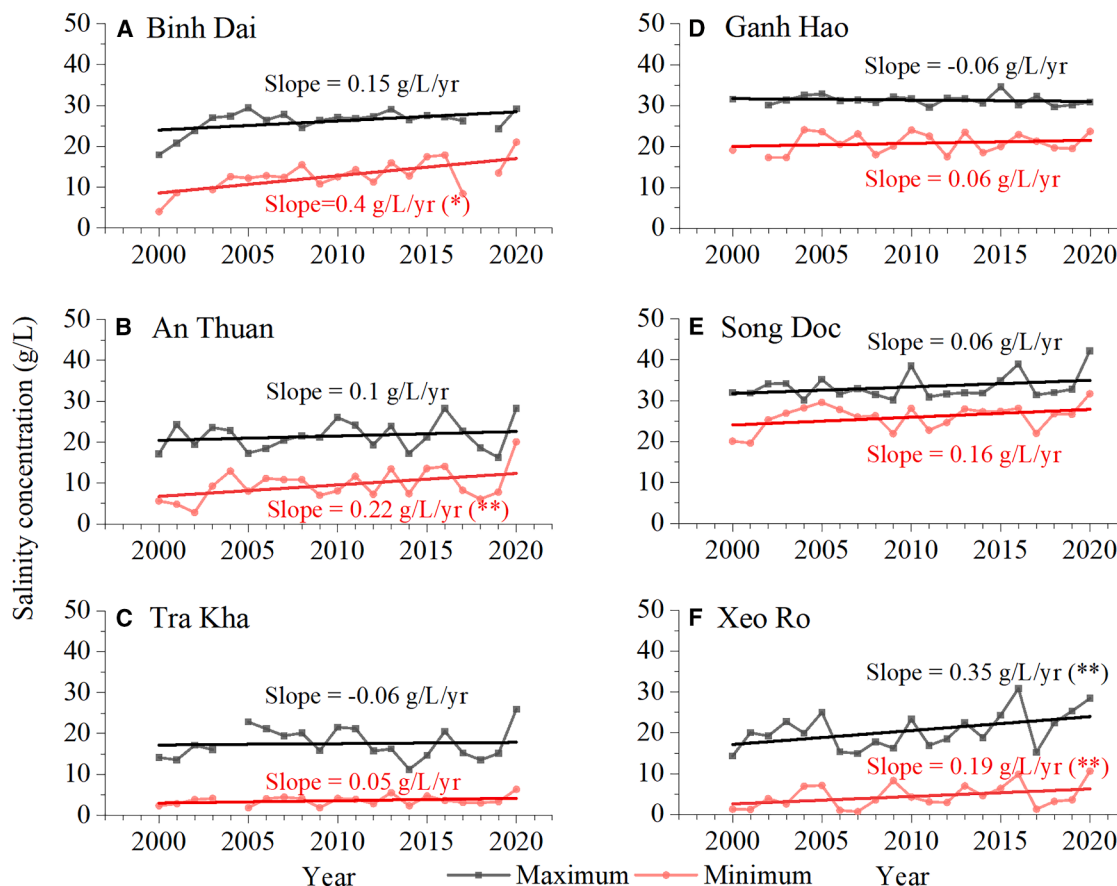 A Binh Dai
50
40
30
20
10
0
Slope = 0.15 g/L/yr
Slope=0.4 g/L/yr (*)
2000 2005 2010 2015 2020
D Ganh Hao
50
40
30
20
10
0
Slope = -0.06 g/L/yr
Slope = 0.06 g/L/yr
2000 2005 2010 2015 2020
Salinity concentration (g/L)
B An Thuan
50
40
30
20
10
0
Slope = 0.1 g/L/yr
Slope = 0.22 g/L/yr (**)
2000 2005 2010 2015 2020
E Song Doc
50
40
30
20
10
0
Slope = 0.06 g/L/yr
Slope = 0.16 g/L/yr
2000 2005 2010 2015 2020
C Tra Kha
50
40
30
20
10
0
Slope = -0.06 g/L/yr
Slope = 0.05 g/L/yr
2000 2005 2010 2015 2020
Year
F Xeo Ro
50
40
30
20
10
0
Slope = 0.35 g/L/yr (**)
Slope = 0.19 g/L/yr (**)
2000 2005 2010 2015 2020
Year
Maximum Minimum